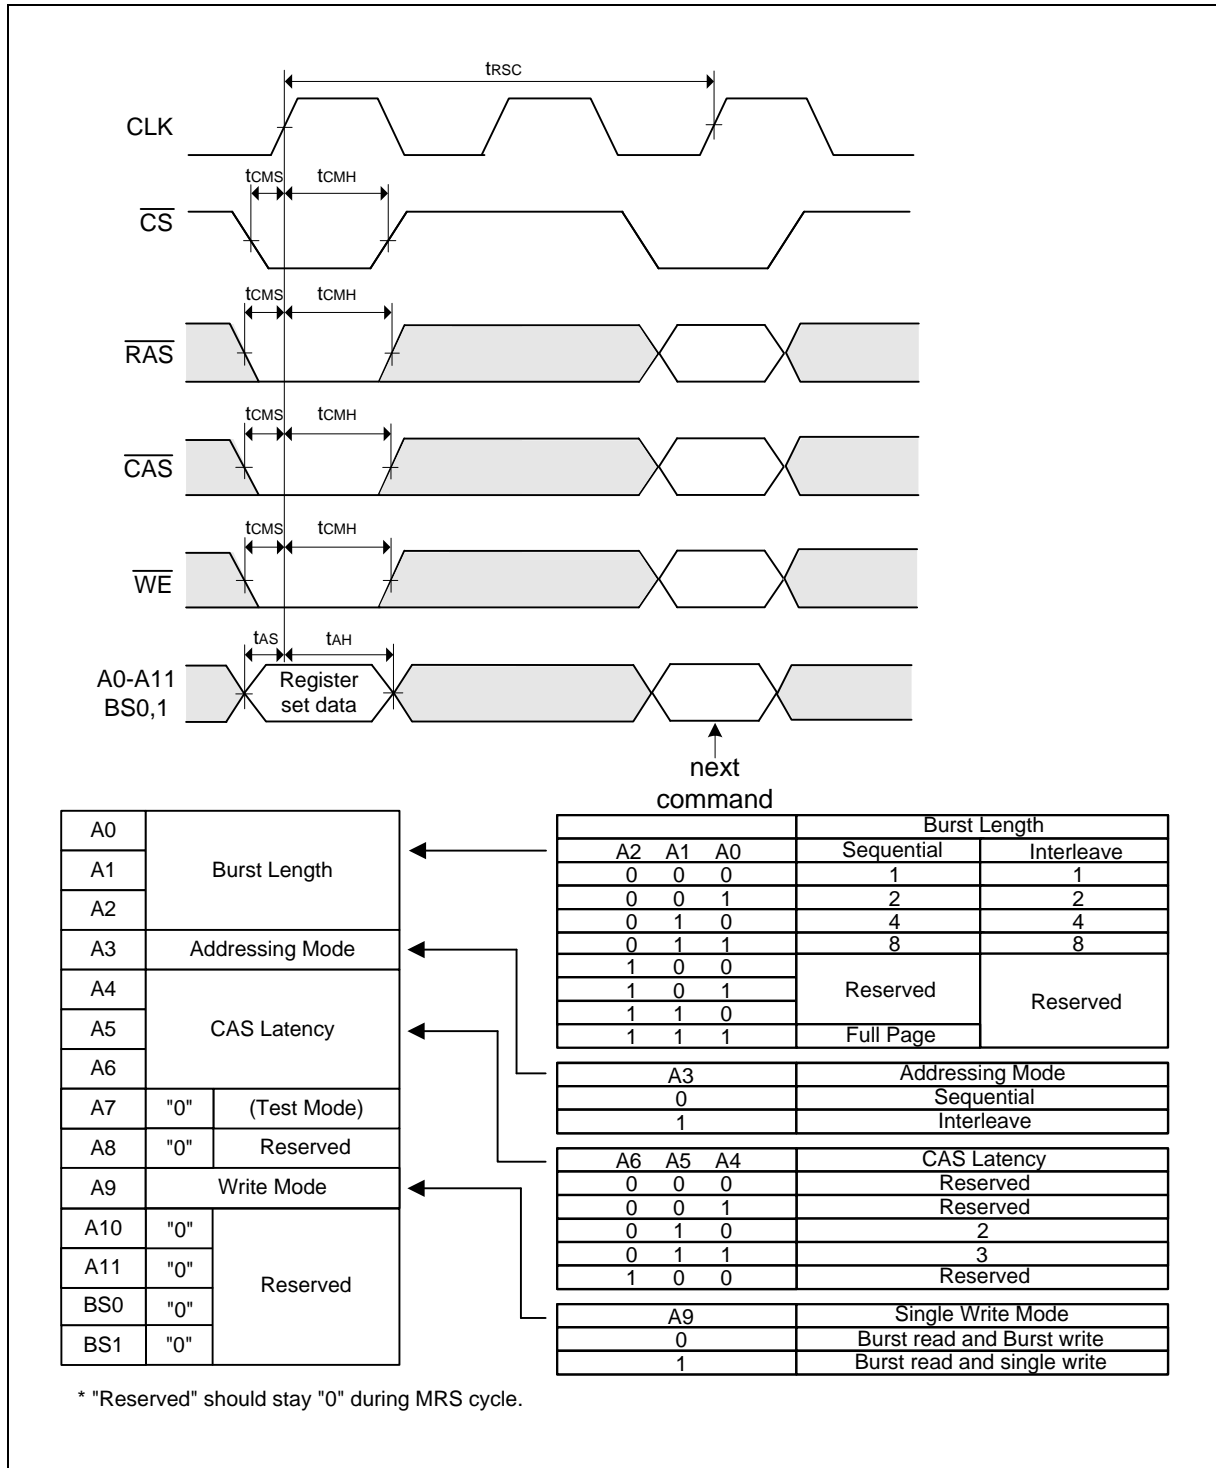 tRSC
CLK
tCMS tCMH
CS
tCMS tCMH
RAS
tCMS tCMH
CAS
tCMS tCMH
WE
tAS tAH
A0-A11
BS0,1
Register
set data
next
command
A0
A1
A2
Burst Length
A3 Addressing Mode
A4
A5
A6
CAS Latency
A7 "0" (Test Mode)
A8 "0" Reserved
A9 Write Mode
A10 "0"
A11 "0"
BS0 "0"
BS1 "0"
Reserved
Burst Length
A2 A1 A0 Sequential Interleave
0 0 0 1 1
0 0 1 2 2
0 1 0 4 4
0 1 1 8 8
1 0 0
1 0 1 Reserved Reserved
1 1 0
1 1 1 Full Page
A3 Addressing Mode
0 Sequential
1 Interleave
A6 A5 A4 CAS Latency
0 0 0 Reserved
0 0 1 Reserved
0 1 0 2
0 1 1 3
1 0 0 Reserved
A9 Single Write Mode
0 Burst read and Burst write
1 Burst read and single write
* "Reserved" should stay "0" during MRS cycle.